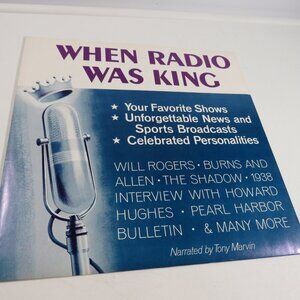 WHEN RADIO
WAS KING
★ Your Favorite Shows
★ Unforgettable News and
Sports Broadcasts
★ Celebrated Personalities
WILL ROGERS · BURNS AND
ALLEN · THE SHADOW · 1938
INTERVIEW WITH HOWARD
HUGHES · PEARL HARBOR
BULLETIN · & MANY MORE
Narrated by Tony Marvin